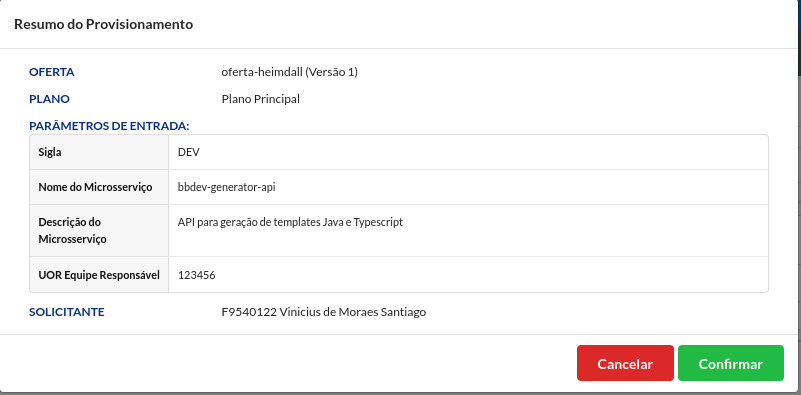 Resumo do Provisionamento
OFERTA oferta-heimdall (Versão 1)
PLANO Plano Principal
PARÂMETROS DE ENTRADA:
Sigla DEV
Nome do Microsserviço bbdev-generator-api
Descrição do API para geração de templates Java e Typescript
Microsserviço
UOR Equipe Responsável 123456
SOLICITANTE F9540122 Vinicius de Moraes Santiago
Cancelar Confirmar